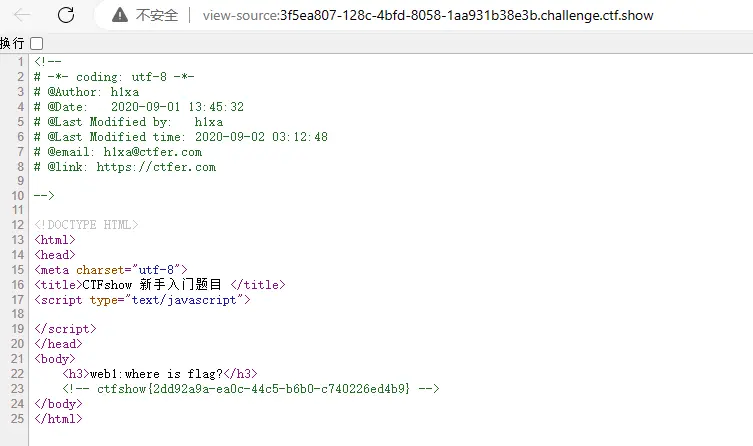 不安全 view-source:3f5ea807-128c-4bfd-8058-1aa931b38e3b.challenge.ctf.show
换行
1 <!--
2 # -*- coding: utf-8 -*-
3 # @Author: h1xa
4 # @Date:   2020-09-01 13:45:32
5 # @Last Modified by:   h1xa
6 # @Last Modified time: 2020-09-02 03:12:48
7 # @email: h1xa@ctfer.com
8 # @link: https://ctfer.com
9
10 -->
11
12 <!DOCTYPE HTML>
13 <html>
14 <head>
15 <meta charset="utf-8">
16 <title>CTFshow 新手入门题目 </title>
17 <script type="text/javascript">
18
19 </script>
20 </head>
21 <body>
22     <h3>web1:where is flag?</h3>
23     <!-- ctfshow{2dd92a9a-ea0c-44c5-b6b0-c740226ed4b9} -->
24 </body>
25 </html>